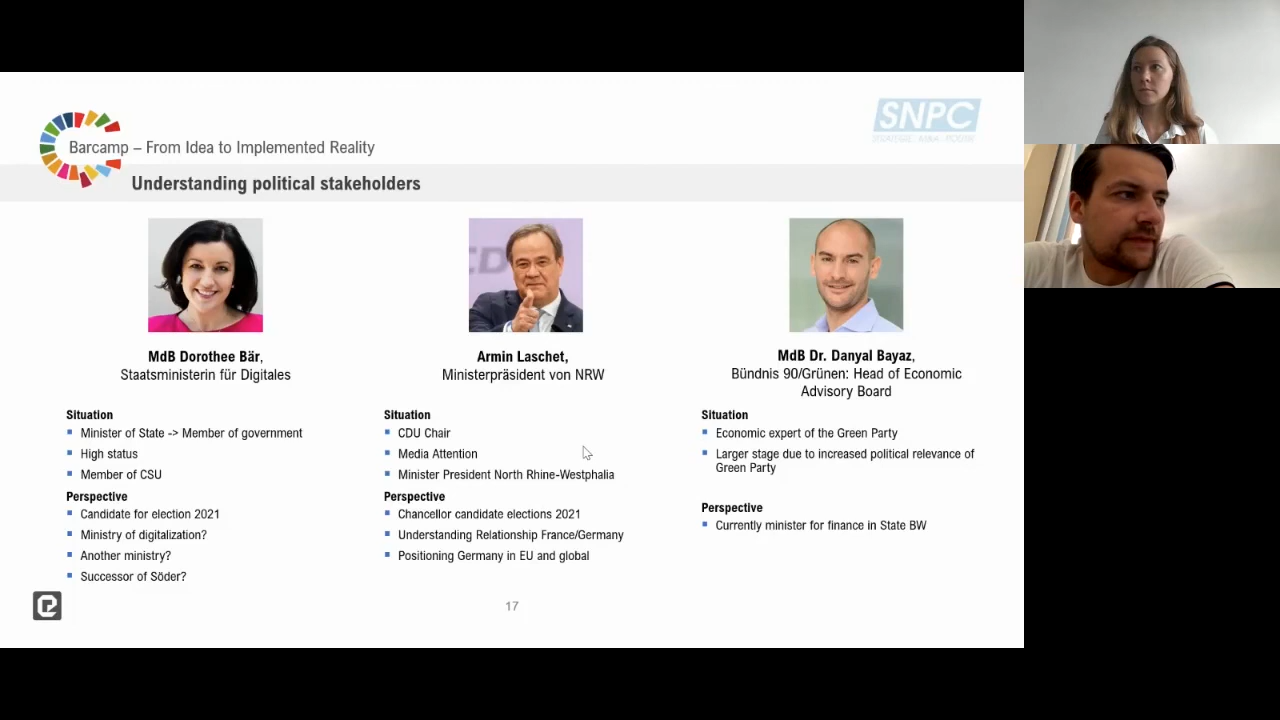 SNPC
Barcamp – From Idea to Implemented Reality
Understanding political stakeholders
CD
MdB Dorothee Bär,
Staatsministerin für Digitales
Situation
Minister of State -> Member of government
High status
Member of CSU
Perspective
Candidate for election 2021
Ministry of digitalization?
Another ministry?
Successor of Söder?
Armin Laschet,
Ministerpräsident von NRW
Situation
CDU Chair
Media Attention
Minister President North Rhine-Westphalia
Perspective
Chancellor candidate elections 2021
Understanding Relationship France/Germany
Positioning Germany in EU and global
MdB Dr. Danyal Bayaz,
Bündnis 90/Grünen: Head of Economic
Advisory Board
Situation
Economic expert of the Green Party
Larger stage due to increased political relevance of
Green Party
Perspective
Currently minister for finance in State BW
17